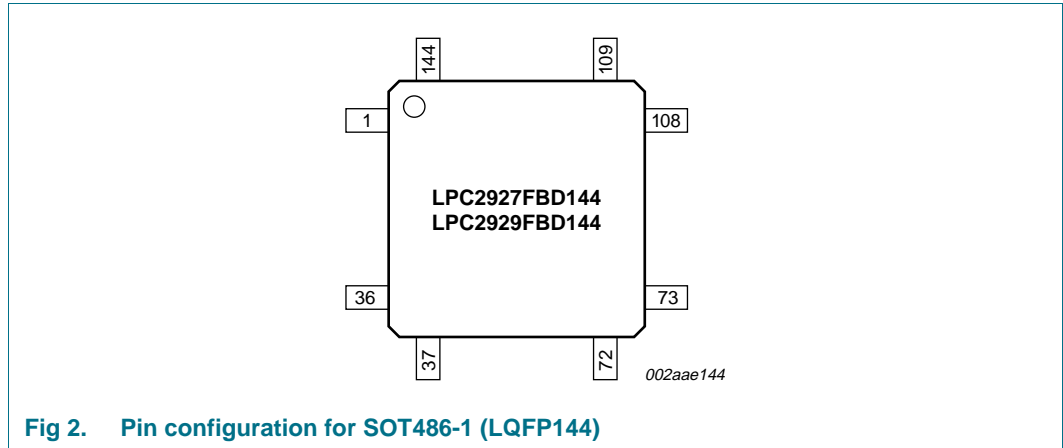 144
109
1
108
LPC2927FBD144
LPC2929FBD144
36
73
37
72
002aae144
Fig 2. Pin configuration for SOT486-1 (LQFP144)